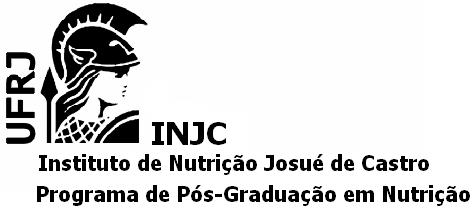 UFRJ
INJC
Instituto de Nutrição Josué de Castro
Programa de Pós-Graduação em Nutrição